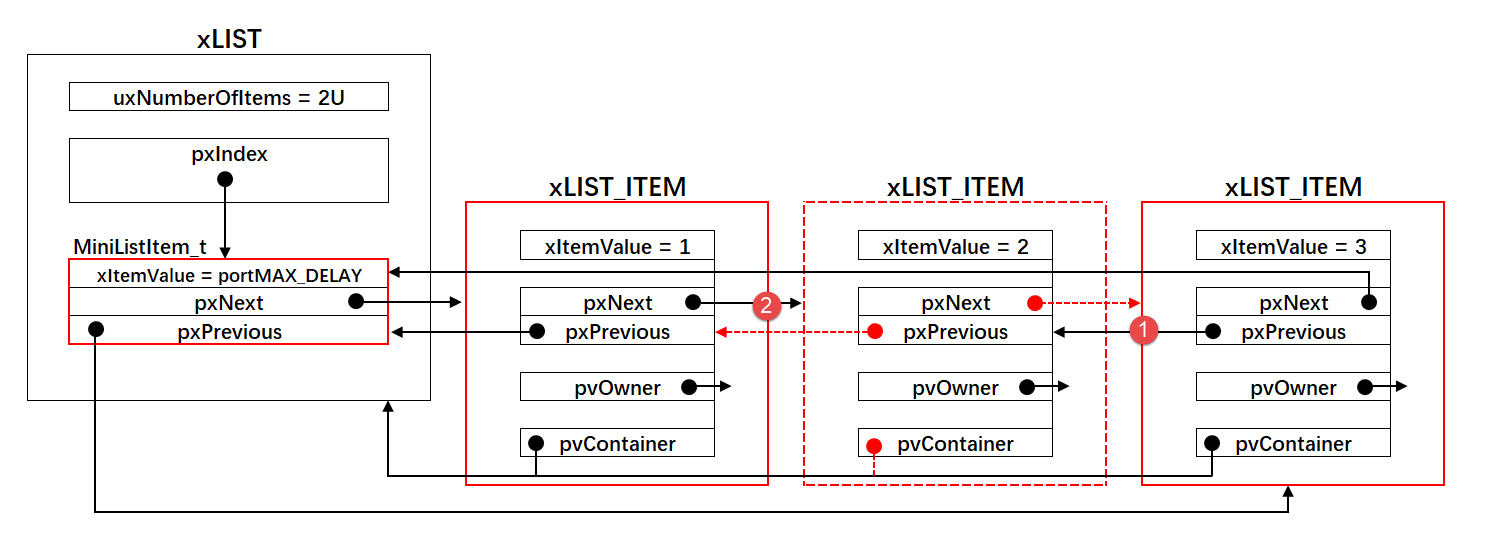 xLIST
uxNumberOfItems = 2U
pxIndex
MiniListItem_t
xItemValue = portMAX_DELAY
pxNext
pxPrevious
xLIST_ITEM
xItemValue = 1
pxNext
pxPrevious
pvOwner
pvContainer
2
xLIST_ITEM
xItemValue = 2
pxNext
pxPrevious
pvOwner
pvContainer
1
xLIST_ITEM
xItemValue = 3
pxNext
pxPrevious
pvOwner
pvContainer